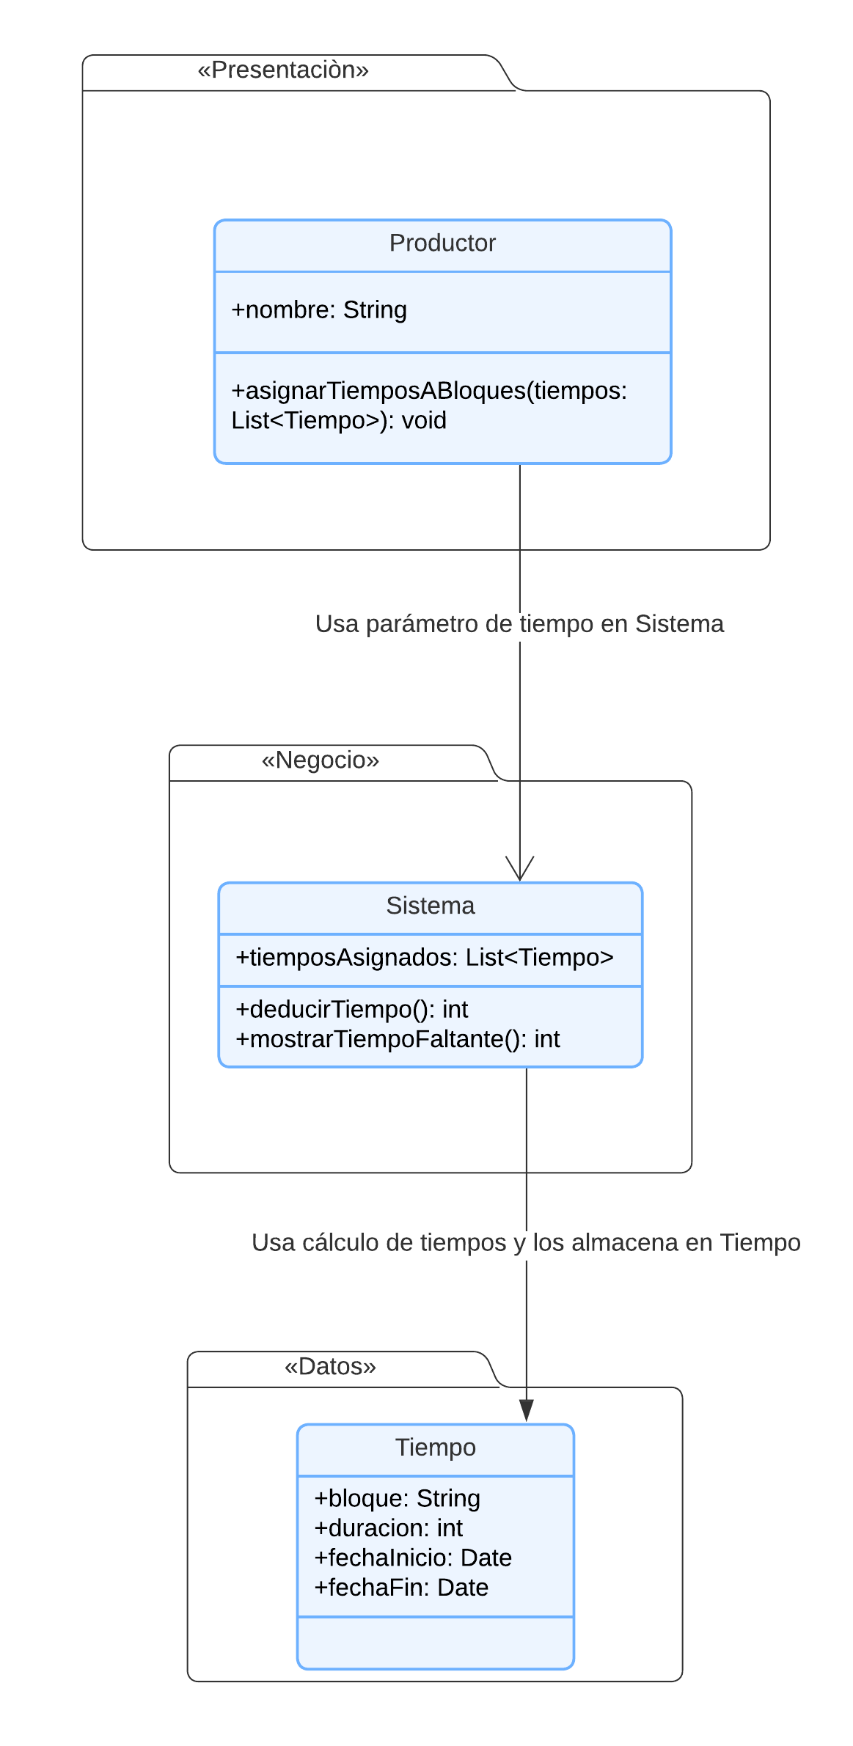 «Presentaciòn»
Productor
+nombre: String
+asignarTiemposABloques(tiempos:
List<Tiempo>): void
Usa parámetro de tiempo en Sistema
«Negocio»
Sistema
+tiemposAsignados: List<Tiempo>
+deducirTiempo(): int
+mostrarTiempoFaltante(): int
Usa cálculo de tiempos y los almacena en Tiempo
«Datos»
Tiempo
+bloque: String
+duracion: int
+fechaInicio: Date
+fechaFin: Date